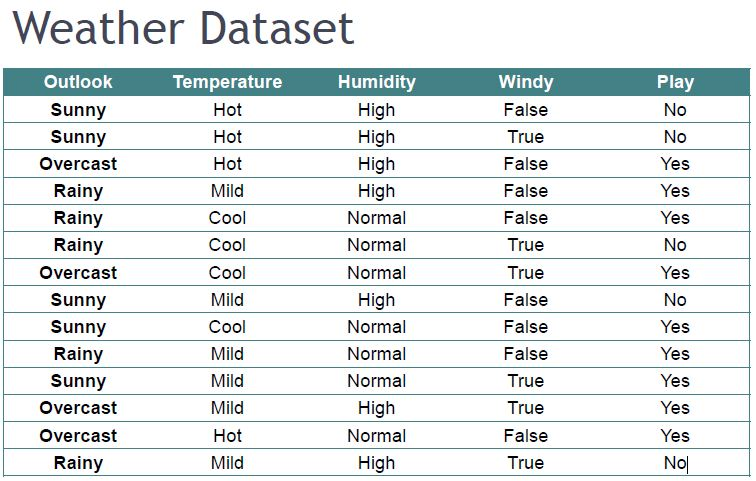 Weather Dataset
Outlook Temperature Humidity Windy Play
Sunny Hot High False No
Sunny Hot High True No
Overcast Hot High False Yes
Rainy Mild High False Yes
Rainy Cool Normal False Yes
Rainy Cool Normal True No
Overcast Cool Normal True Yes
Sunny Mild High False No
Sunny Cool Normal False Yes
Rainy Mild Normal False Yes
Sunny Mild Normal True Yes
Overcast Mild High True Yes
Overcast Hot Normal False Yes
Rainy Mild High True No